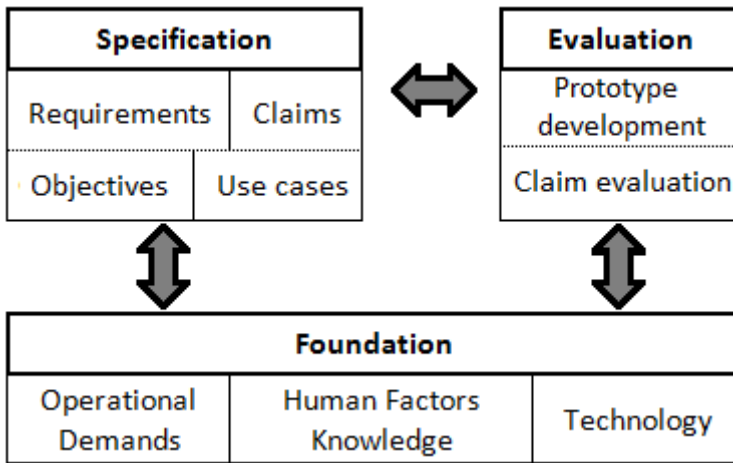 Specification
Requirements
Claims
Objectives
Use cases
Evaluation
Prototype
development
Claim evaluation
Foundation
Operational
Demands
Human Factors
Knowledge
Technology